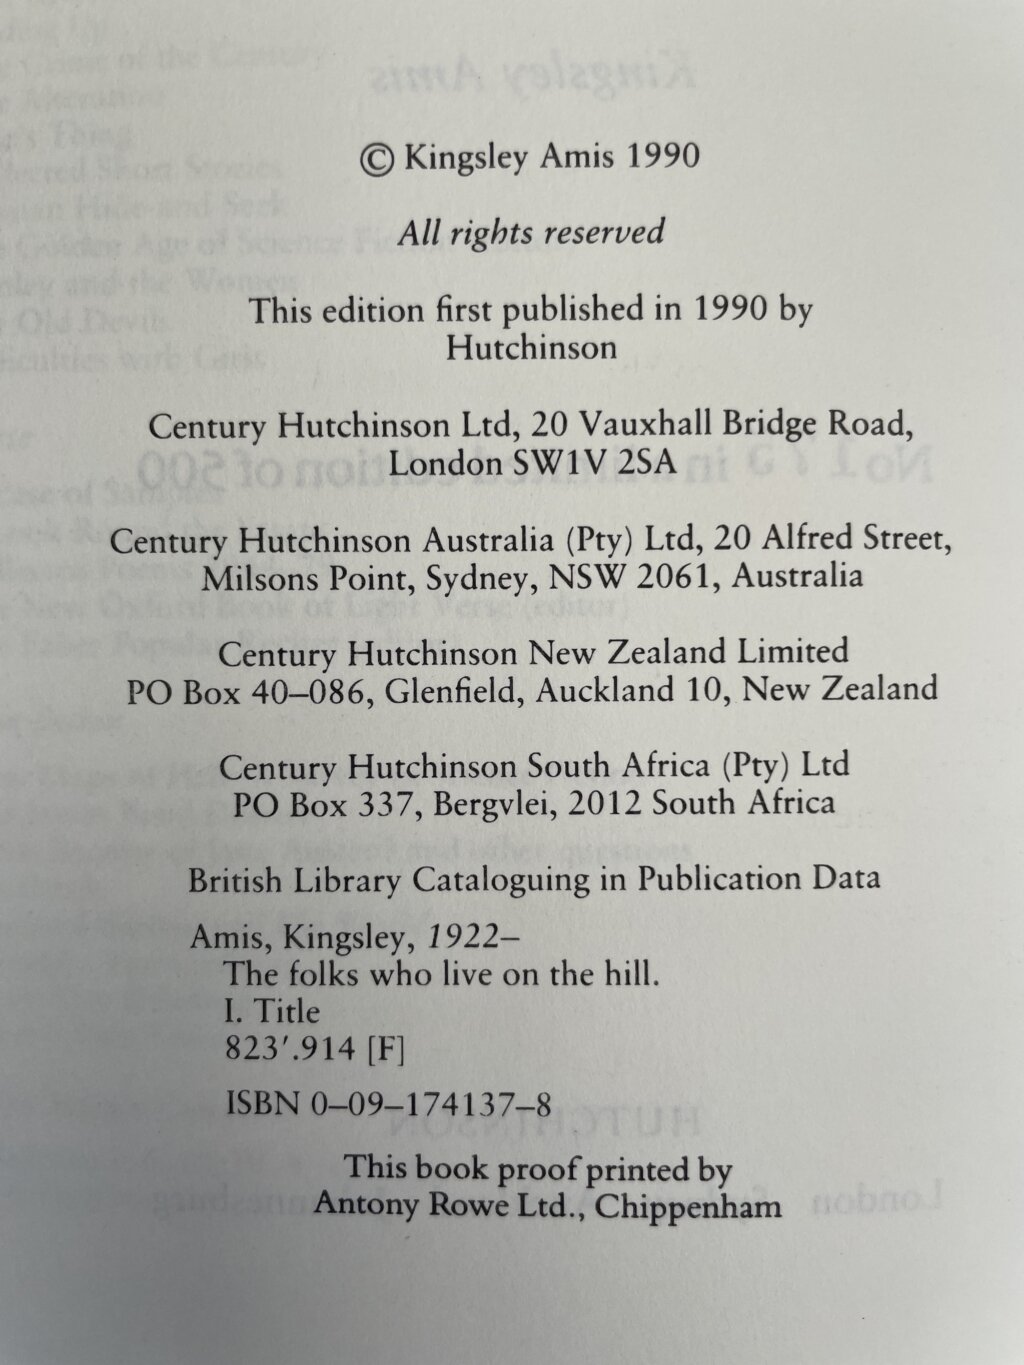 © Kingsley Amis 1990
All rights reserved
This edition first published in 1990 by
Hutchinson
Century Hutchinson Ltd, 20 Vauxhall Bridge Road,
London SW1V 2SA
Century Hutchinson Australia (Pty) Ltd, 20 Alfred Street,
Milsons Point, Sydney, NSW 2061, Australia
Century Hutchinson New Zealand Limited
PO Box 40–086, Glenfield, Auckland 10, New Zealand
Century Hutchinson South Africa (Pty) Ltd
PO Box 337, Bergvlei, 2012 South Africa
British Library Cataloguing in Publication Data
Amis, Kingsley, 1922–
The folks who live on the hill.
I. Title
823′.914 [F]
ISBN 0–09–174137–8
This book proof printed by
Antony Rowe Ltd., Chippenham